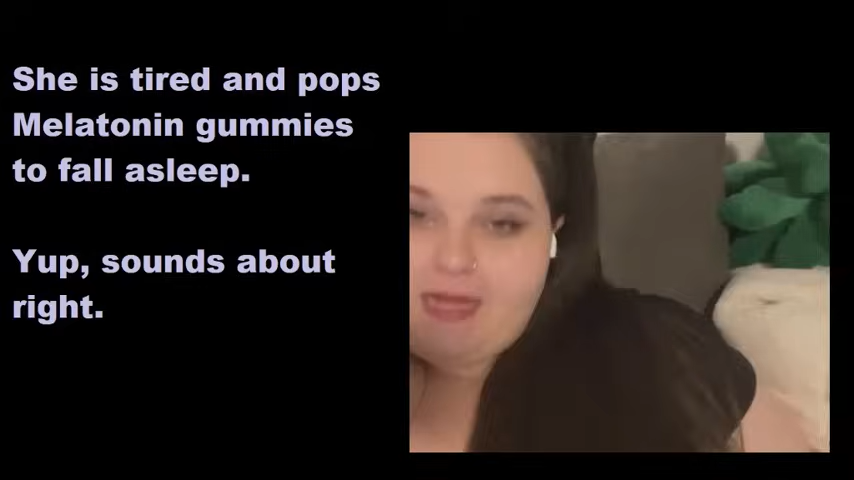 She is tired and pops
Melatonin gummies
to fall asleep.
Yup, sounds about
right.